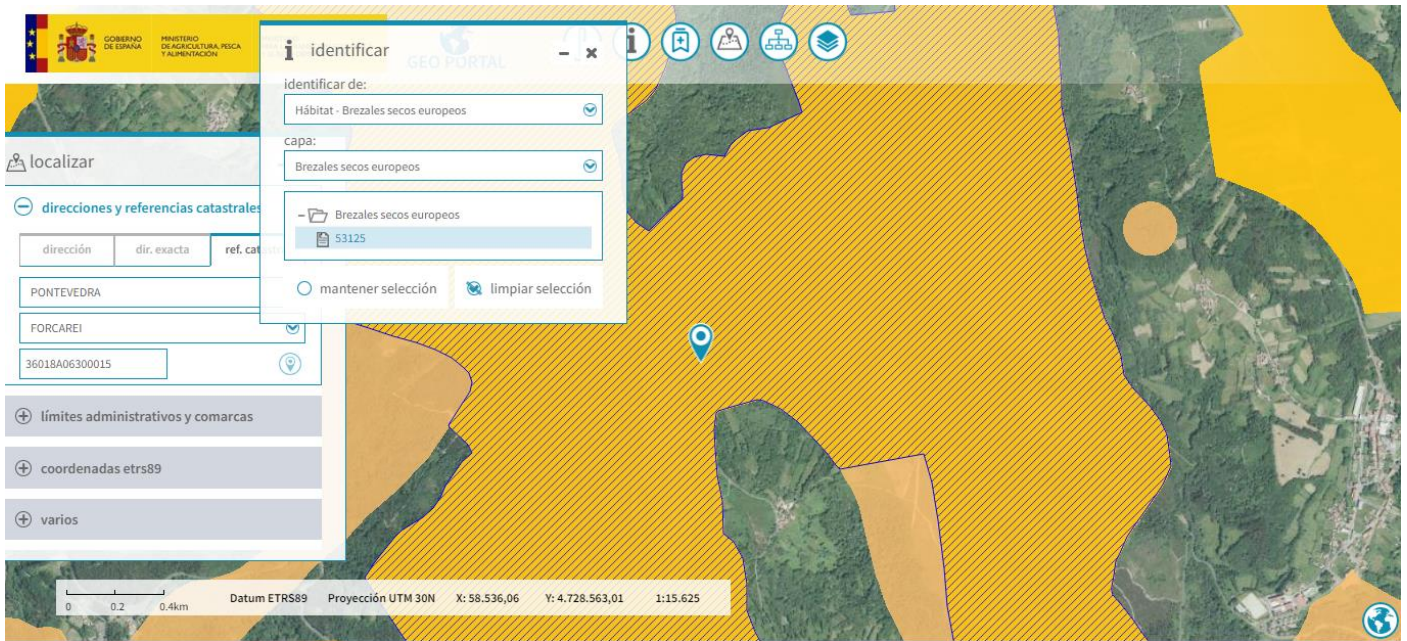 GOBIERNO
DE ESPAÑA
MINISTERIO
DE AGRICULTURA, PESCA
Y ALIMENTACIÓN
GEO PORTAL
identificar
identificar de:
Hábitat - Brezales secos europeos
capa:
Brezales secos europeos
Brezales secos europeos
53125
mantener selección
limpiar selección
localizar
direcciones y referencias catastrales
dirección
dir. exacta
ref. cat
PONTEVEDRA
FORCAREI
36018A06300015
límites administrativos y comarcas
coordenadas etrs89
varios
0 0.2 0.4km
Datum ETRS89 Proyección UTM 30N X: 58.536,06 Y: 4.728.563,01 1:15.625